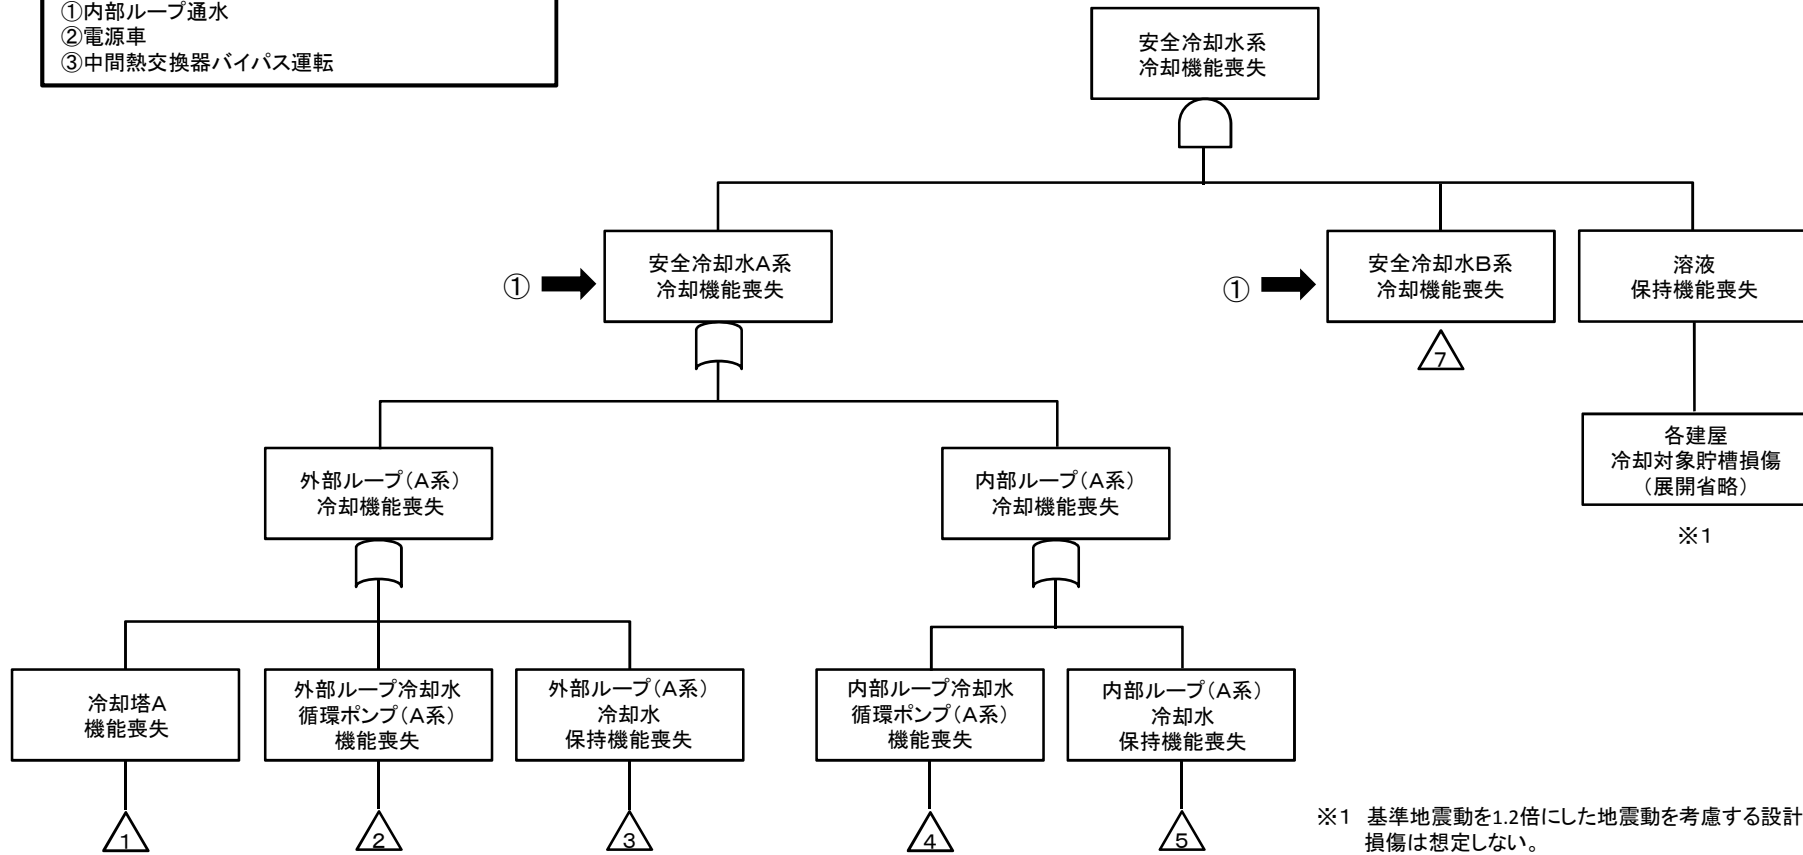 ①内部ループ通水
②電源車
③中間熱交換器バイパス運転
安全冷却水系
冷却機能喪失
①
安全冷却水A系
冷却機能喪失
①
安全冷却水B系
冷却機能喪失
7
溶液
保持機能喪失
外部ループ(A系)
冷却機能喪失
内部ループ(A系)
冷却機能喪失
各建屋
冷却対象貯槽損傷
(展開省略)
※1
冷却塔A
機能喪失
外部ループ冷却水
循環ポンプ(A系)
機能喪失
外部ループ(A系)
冷却水
保持機能喪失
内部ループ冷却水
循環ポンプ(A系)
機能喪失
内部ループ(A系)
冷却水
保持機能喪失
1
2
3
4
5
※1 基準地震動を1.2倍にした地震動を考慮する設計
損傷は想定しない。